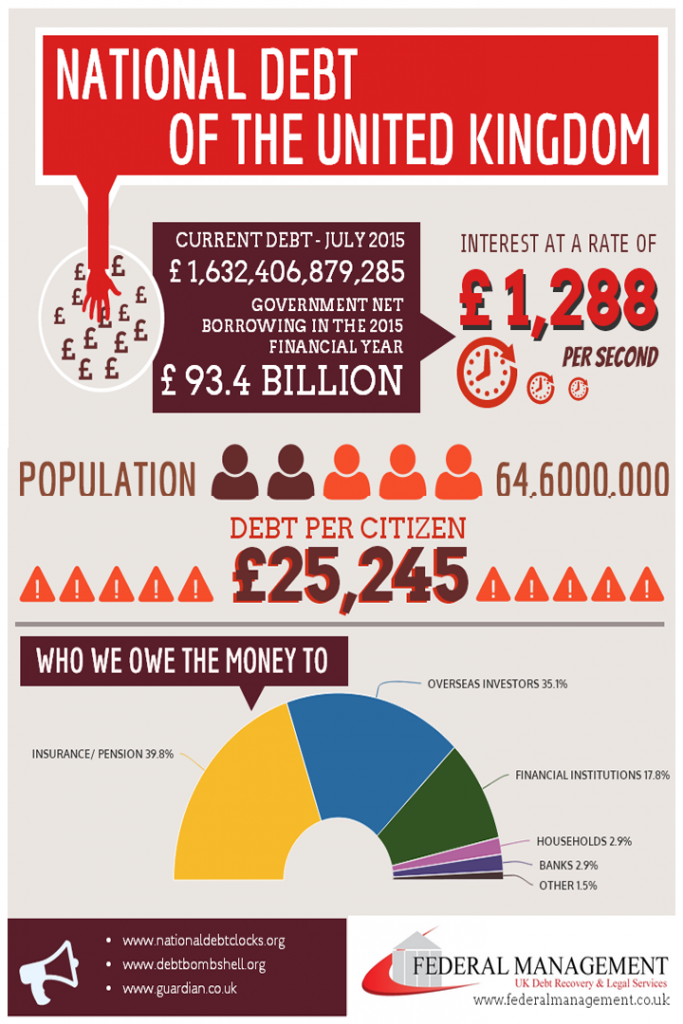 NATIONAL DEBT
OF THE UNITED KINGDOM
CURRENT DEBT - JULY 2015
£ 1,632,406,879,285
GOVERNMENT NET
BORROWING IN THE 2015
FINANCIAL YEAR
£ 93.4 BILLION
INTEREST AT A RATE OF
£ 1,288
PER SECOND
£ £ £ £ £ £ £ £ £ £ £ £
POPULATION
64,6000,000
DEBT PER CITIZEN
! ! ! ! !
£25,245
! ! ! ! !
WHO WE OWE THE MONEY TO
OVERSEAS INVESTORS 35.1%
INSURANCE/ PENSION 39.8%
FINANCIAL INSTITUTIONS 17.8%
HOUSEHOLDS 2.9%
BANKS 2.9%
OTHER 1.5%
• www.nationaldebtclocks.org
• www.debtbombshell.org
• www.guardian.co.uk
FEDERAL MANAGEMENT
UK Debt Recovery & Legal Services
www.federalmanagement.co.uk